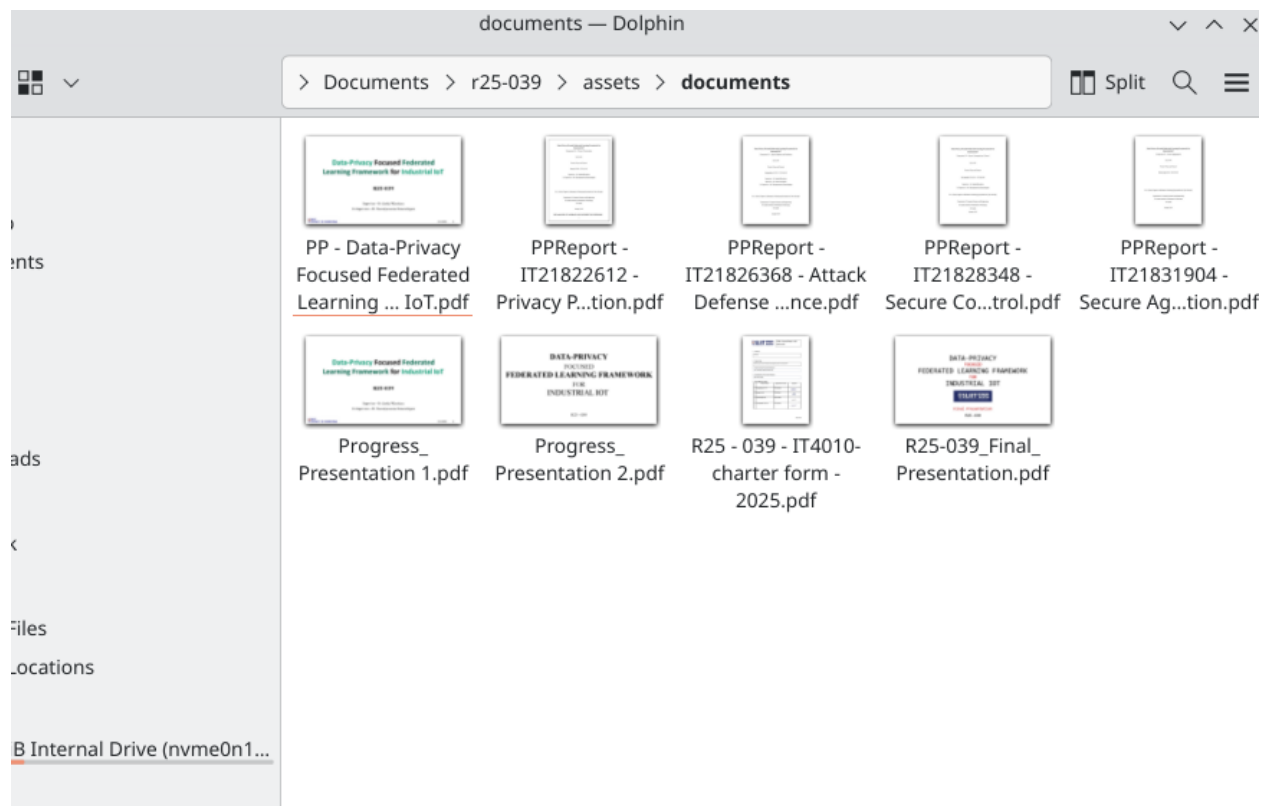 documents — Dolphin
Documents
r25-039
assets
documents
Split
ents
ads
k
Files
Locations
B Internal Drive (nvme0n1...
Data-Privacy Focused Federated
Learning Framework for Industrial IoT
R25-039
PP - Data-Privacy
Focused Federated
Learning ... IoT.pdf
PPReport -
IT21822612 -
Privacy P...tion.pdf
PPReport -
IT21826368 - Attack
Defense ...nce.pdf
PPReport -
IT21828348 -
Secure Co...trol.pdf
PPReport -
IT21831904 -
Secure Ag...tion.pdf
Data-Privacy Focused Federated
Learning Framework for Industrial IoT
R25-039
Progress_
Presentation 1.pdf
DATA-PRIVACY
FOCUSED
FEDERATED LEARNING FRAMEWORK
FOR
INDUSTRIAL IOT
Progress_
Presentation 2.pdf
R25 - 039 - IT4010-
charter form -
2025.pdf
DATA-PRIVACY
FEDERATED LEARNING FRAMEWORK
INDUSTRIAL IOT
R25-039_Final_
Presentation.pdf